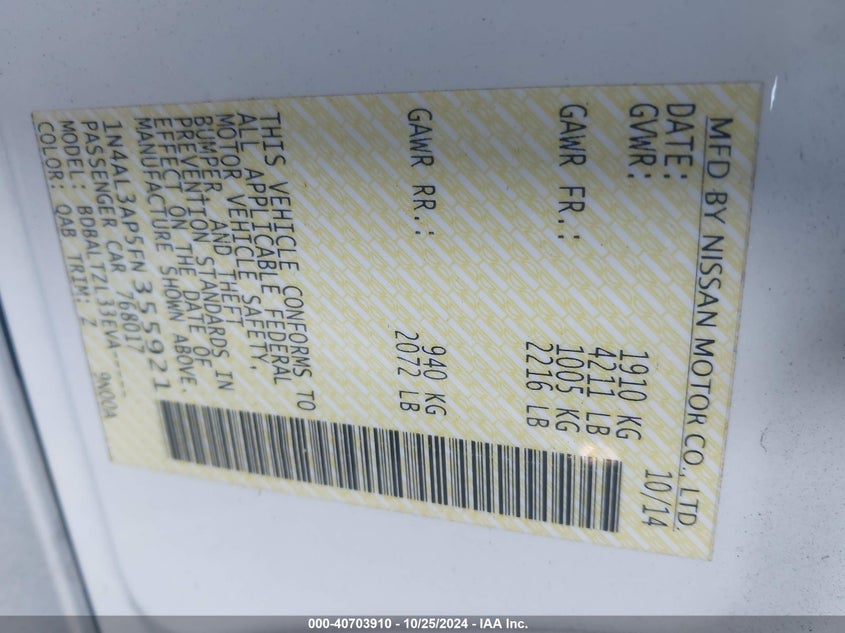 MFD BY NISSAN MOTOR CO., LTD.
DATE: 10/14
GVWR: 1910 KG
4211 LB
GAWR FR.: 1005 KG
2216 LB
GAWR RR.: 940 KG
2072 LB
THIS VEHICLE CONFORMS TO
ALL APPLICABLE FEDERAL
MOTOR VEHICLE SAFETY,
BUMPER AND THEFT
PREVENTION STANDARDS IN
EFFECT ON THE DATE OF
MANUFACTURE SHOWN ABOVE.
1N4AL3AP5FN355921
PASSENGER CAR 768017
MODEL: BDBALTZL33EVA-----
COLOR: QAB TRIM: Z 9N00A
000-40703910 - 10/25/2024 - IAA Inc.